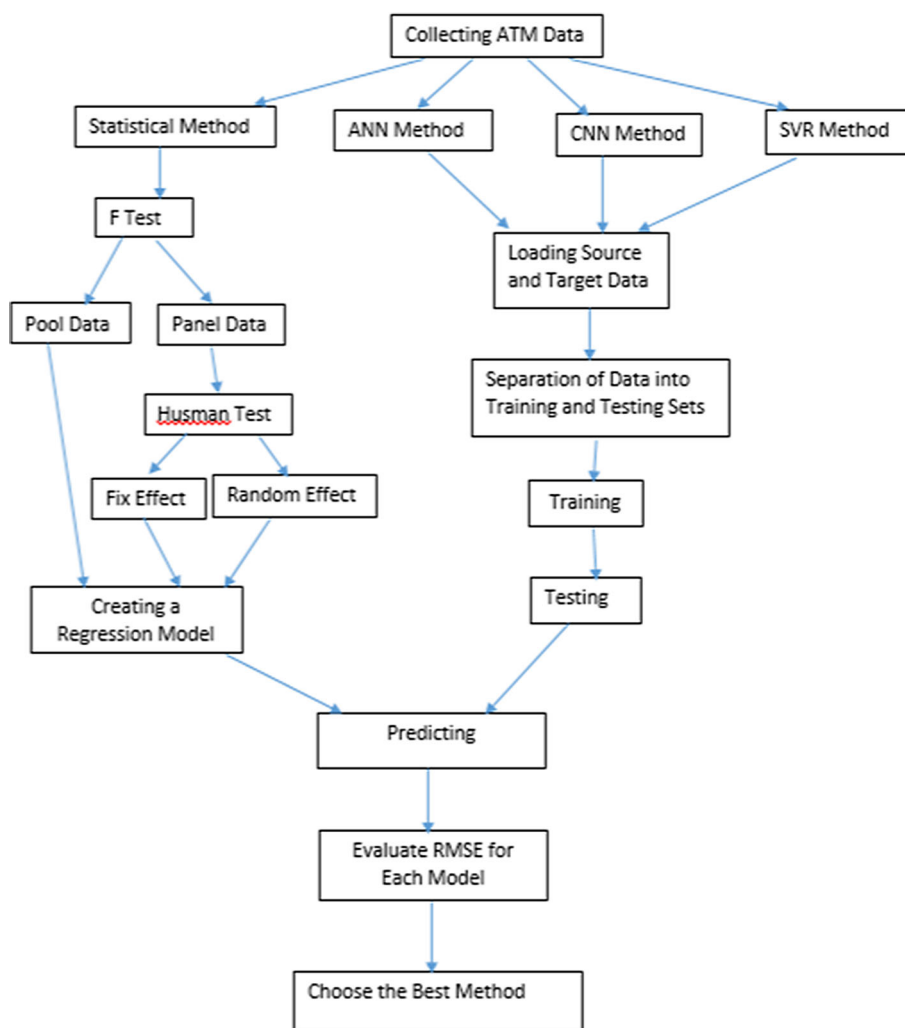 Collecting ATM Data
Statistical Method
ANN Method
CNN Method
SVR Method
F Test
Loading Source
and Target Data
Pool Data
Panel Data
Separation of Data into
Training and Testing Sets
Husman Test
Fix Effect
Random Effect
Training
Testing
Creating a
Regression Model
Predicting
Evaluate RMSE for
Each Model
Choose the Best Method